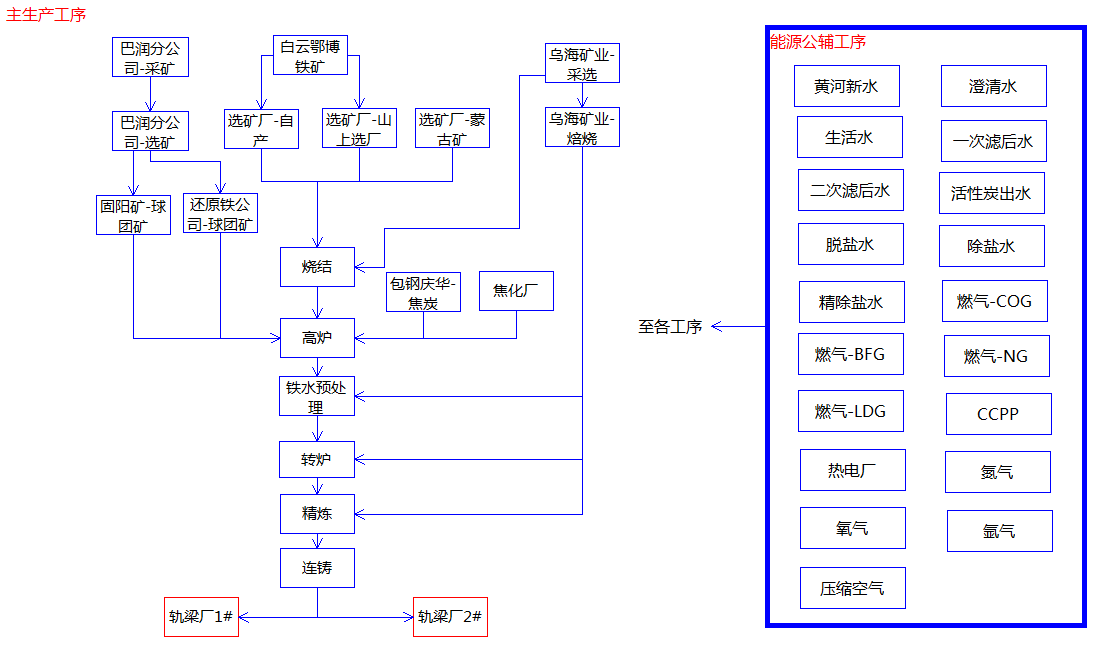 主生产工序
巴润分公
司-采矿
白云鄂博
铁矿
乌海矿业-
采选
巴润分公
司-选矿
选矿厂-自
产
选矿厂-山
上选厂
选矿厂-蒙
古矿
乌海矿业-
焙烧
固阳矿-球
团矿
还原铁公
司-球团矿
烧结
包钢庆华-
焦炭
焦化厂
高炉
铁水预处
理
转炉
精炼
连铸
轨梁厂1#
轨梁厂2#
至各工序
能源公辅工序
黄河新水
澄清水
生活水
一次滤后水
二次滤后水
活性炭出水
脱盐水
除盐水
精除盐水
燃气-COG
燃气-BFG
燃气-NG
燃气-LDG
CCPP
热电厂
氮气
氧气
氩气
压缩空气